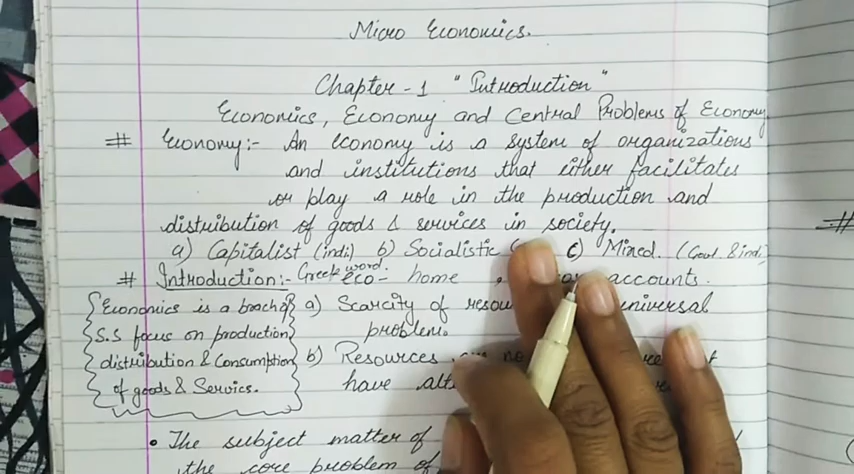 Micro Economics.
Chapter - 1 "Introduction"
Economics, Economy and Central Problems of Economy
# Economy:- An economy is a system of organizations
and institutions that either facilitates
or play a role in the production and
distribution of goods & services in society.
a) Capitalist (indi) b) Socialistic ( c) Mixed. (Govt & indi
# Introduction:- Greek word. eco - home accounts.
Economics is a brach of
S.S focus on production
distribution & Consumption
of goods & Servics.
a) Scarcity of universal
problem.
b) Resources
have
• The subject matter of
the core problem of